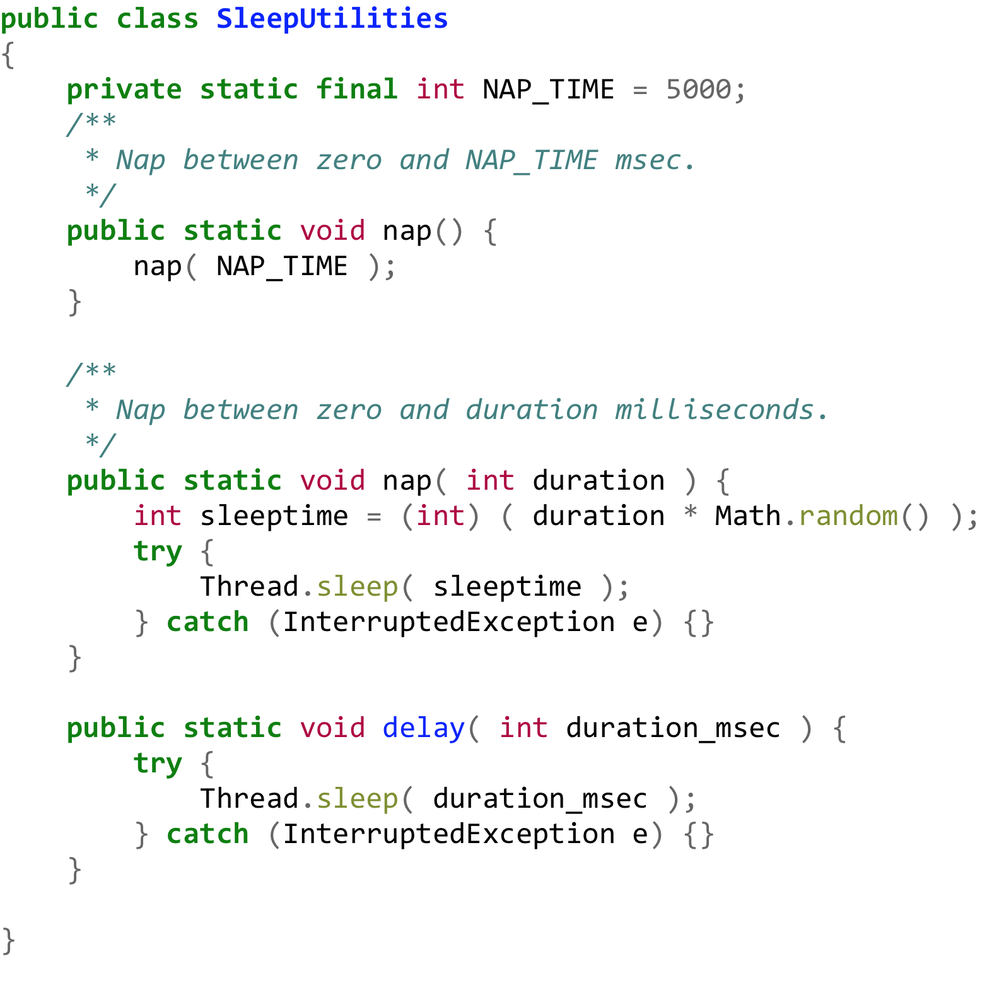 public class SleepUtilities
{
    private static final int NAP_TIME = 5000;
    /**
     * Nap between zero and NAP_TIME msec.
     */
    public static void nap() {
        nap( NAP_TIME );
    }

    /**
     * Nap between zero and duration milliseconds.
     */
    public static void nap( int duration ) {
        int sleeptime = (int) ( duration * Math.random() );
        try {
            Thread.sleep( sleeptime );
        } catch (InterruptedException e) {}
    }

    public static void delay( int duration_msec ) {
        try {
            Thread.sleep( duration_msec );
        } catch (InterruptedException e) {}
    }

}